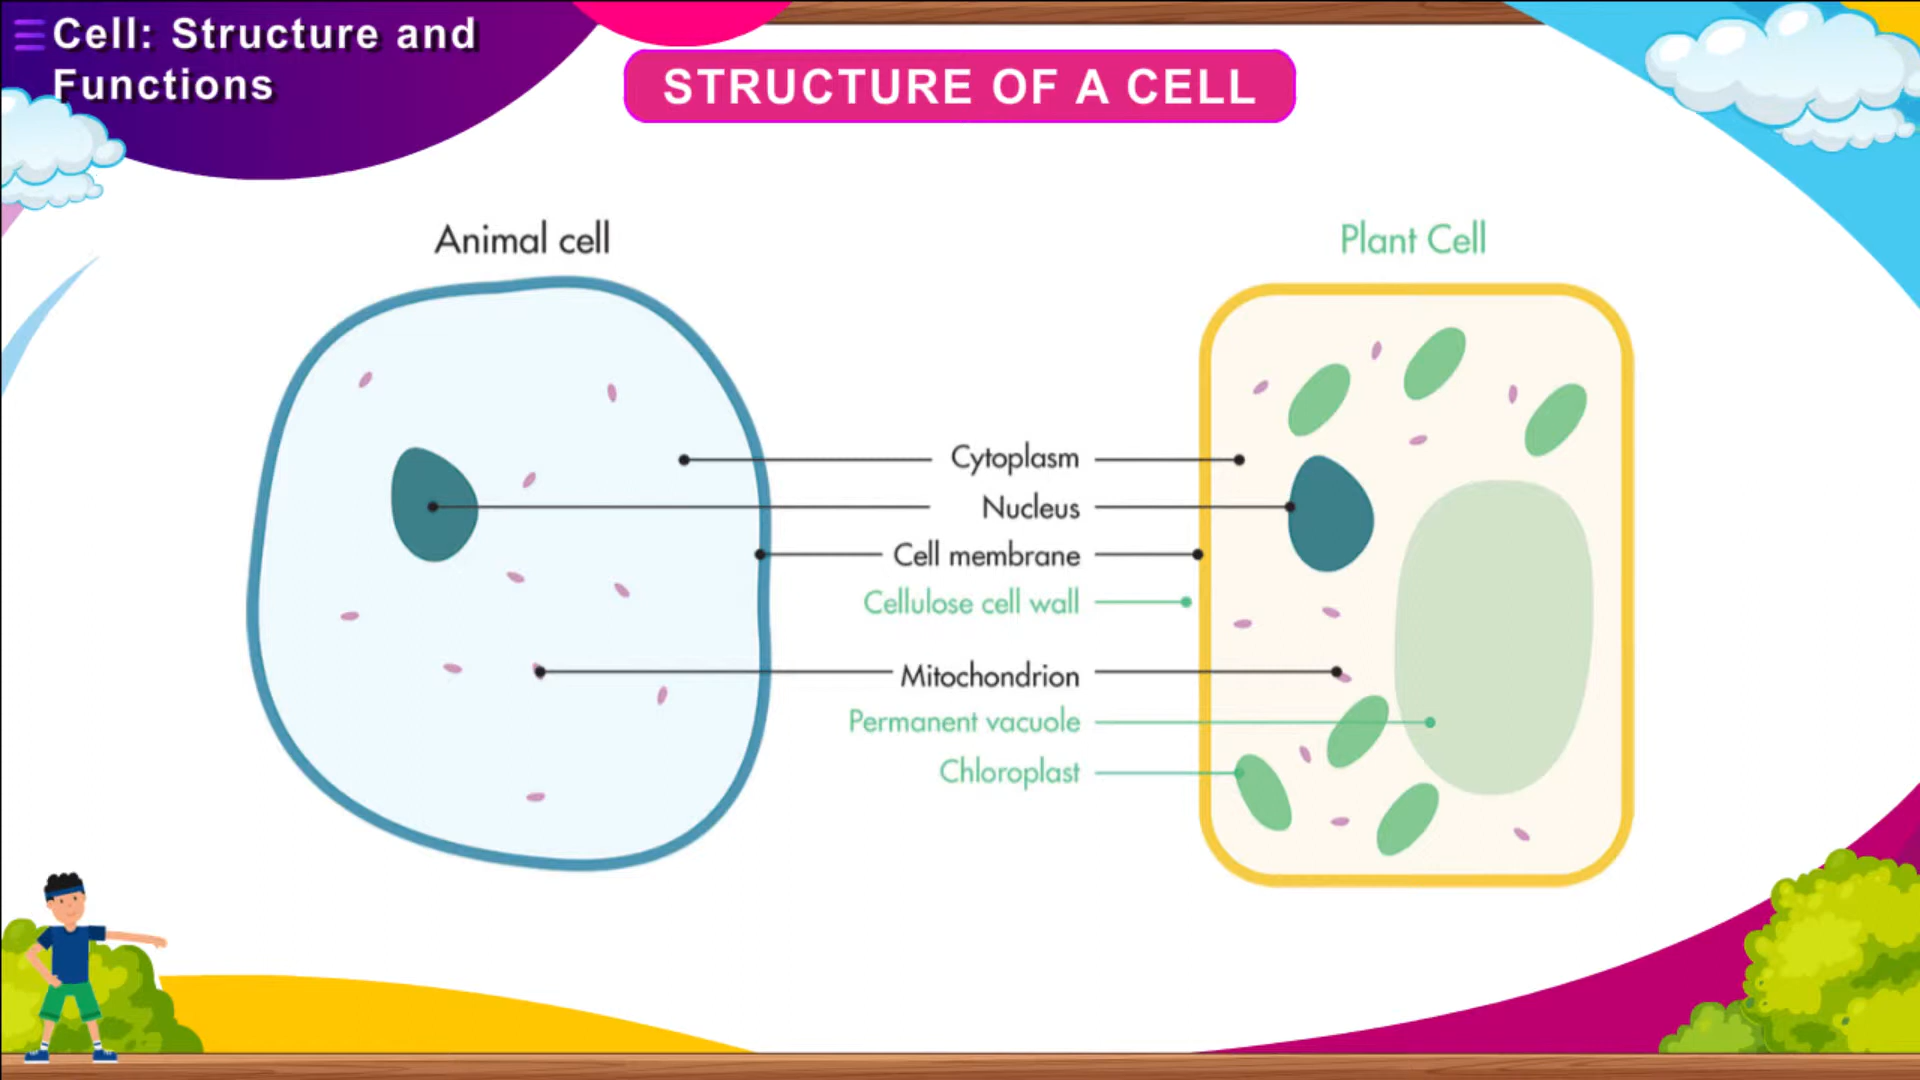 Cell: Structure and
Functions
STRUCTURE OF A CELL
Animal cell
Plant Cell
Cytoplasm
Nucleus
Cell membrane
Cellulose cell wall
Mitochondrion
Permanent vacuole
Chloroplast